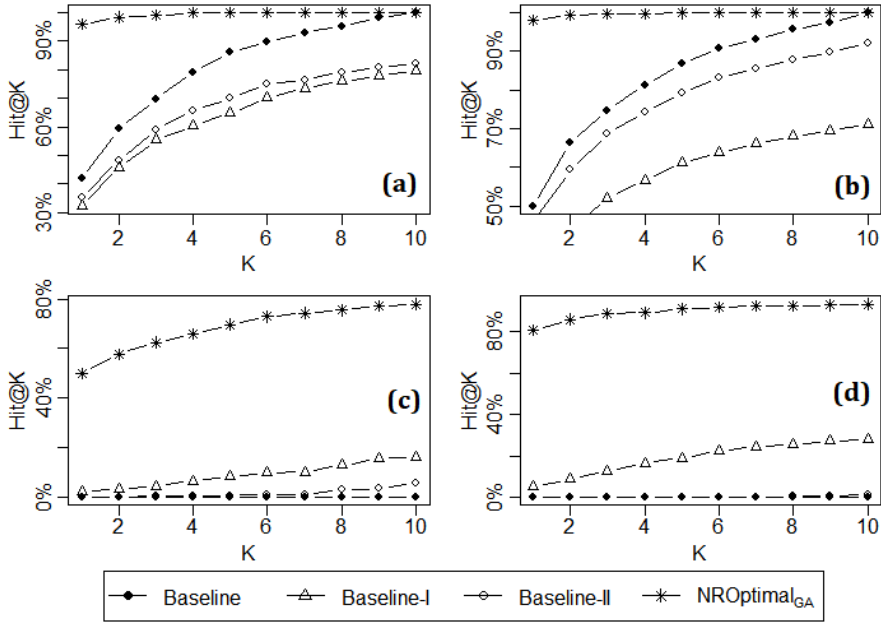 Hit@K
30% 60% 90%
(a)
2 4 6 8 10
K
Hit@K
50% 70% 90%
(b)
2 4 6 8 10
K
Hit@K
0% 40% 80%
(c)
2 4 6 8 10
K
Hit@K
0% 40% 80%
(d)
2 4 6 8 10
K
Baseline Baseline-I Baseline-II NROptimalGA